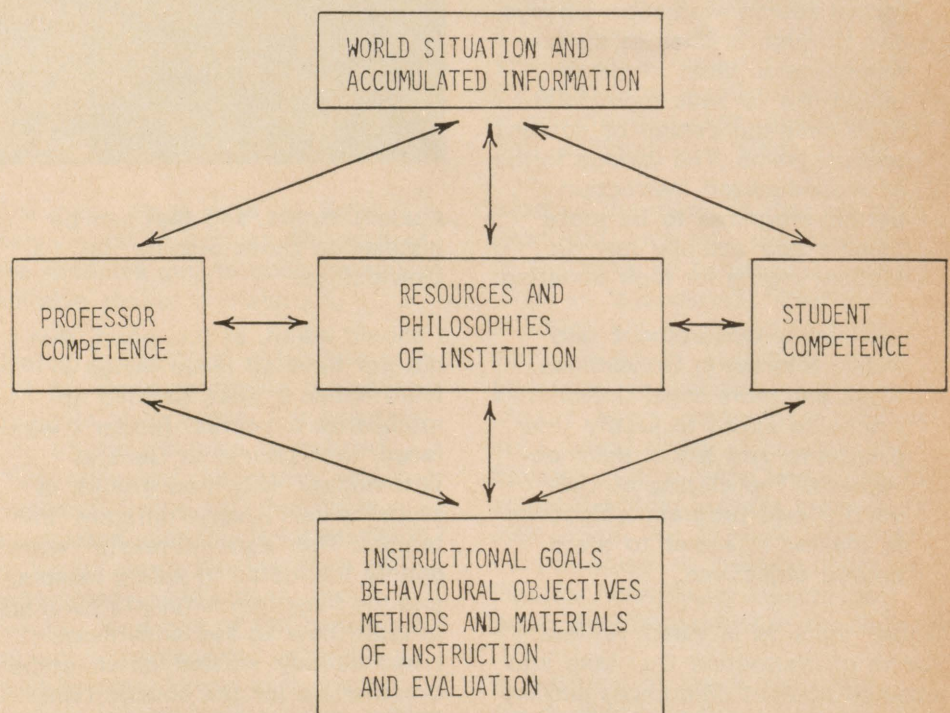 WORLD SITUATION AND
ACCUMULATED INFORMATION
PROFESSOR
COMPETENCE
RESOURCES AND
PHILOSOPHIES
OF INSTITUTION
STUDENT
COMPETENCE
INSTRUCTIONAL GOALS
BEHAVIOURAL OBJECTIVES
METHODS AND MATERIALS
OF INSTRUCTION
AND EVALUATION